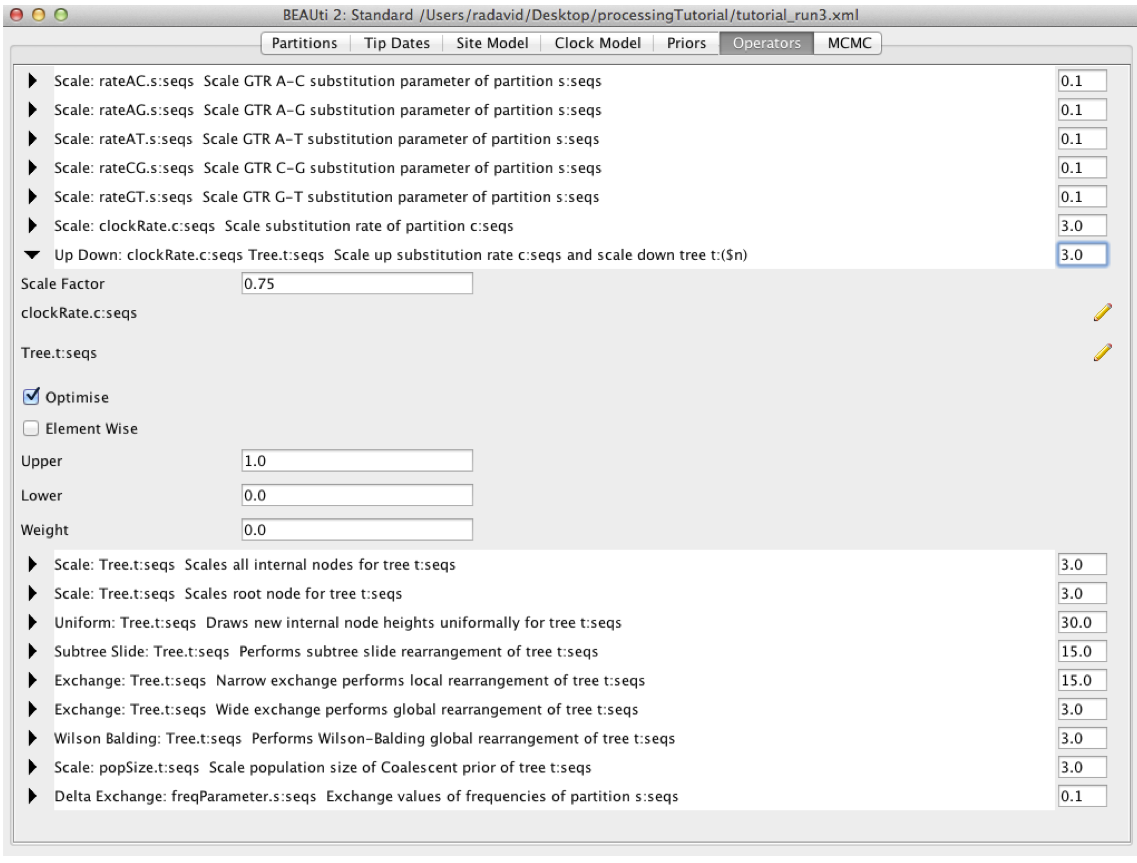 BEAUti 2: Standard /Users/radavid/Desktop/processingTutorial/tutorial_run3.xml
Partitions Tip Dates Site Model Clock Model Priors Operators MCMC
Scale: rateAC.s:seqs Scale GTR A-C substitution parameter of partition s:seqs 0.1
Scale: rateAG.s:seqs Scale GTR A-G substitution parameter of partition s:seqs 0.1
Scale: rateAT.s:seqs Scale GTR A-T substitution parameter of partition s:seqs 0.1
Scale: rateCG.s:seqs Scale GTR C-G substitution parameter of partition s:seqs 0.1
Scale: rateGT.s:seqs Scale GTR G-T substitution parameter of partition s:seqs 0.1
Scale: clockRate.c:seqs Scale substitution rate of partition c:seqs 3.0
Up Down: clockRate.c:seqs Tree.t:seqs Scale up substitution rate c:seqs and scale down tree t:($n) 3.0
Scale Factor 0.75
clockRate.c:seqs
Tree.t:seqs
Optimise
Element Wise
Upper 1.0
Lower 0.0
Weight 0.0
Scale: Tree.t:seqs Scales all internal nodes for tree t:seqs 3.0
Scale: Tree.t:seqs Scales root node for tree t:seqs 3.0
Uniform: Tree.t:seqs Draws new internal node heights uniformally for tree t:seqs 30.0
Subtree Slide: Tree.t:seqs Performs subtree slide rearrangement of tree t:seqs 15.0
Exchange: Tree.t:seqs Narrow exchange performs local rearrangement of tree t:seqs 15.0
Exchange: Tree.t:seqs Wide exchange performs global rearrangement of tree t:seqs 3.0
Wilson Balding: Tree.t:seqs Performs Wilson-Balding global rearrangement of tree t:seqs 3.0
Scale: popSize.t:seqs Scale population size of Coalescent prior of tree t:seqs 3.0
Delta Exchange: freqParameter.s:seqs Exchange values of frequencies of partition s:seqs 0.1